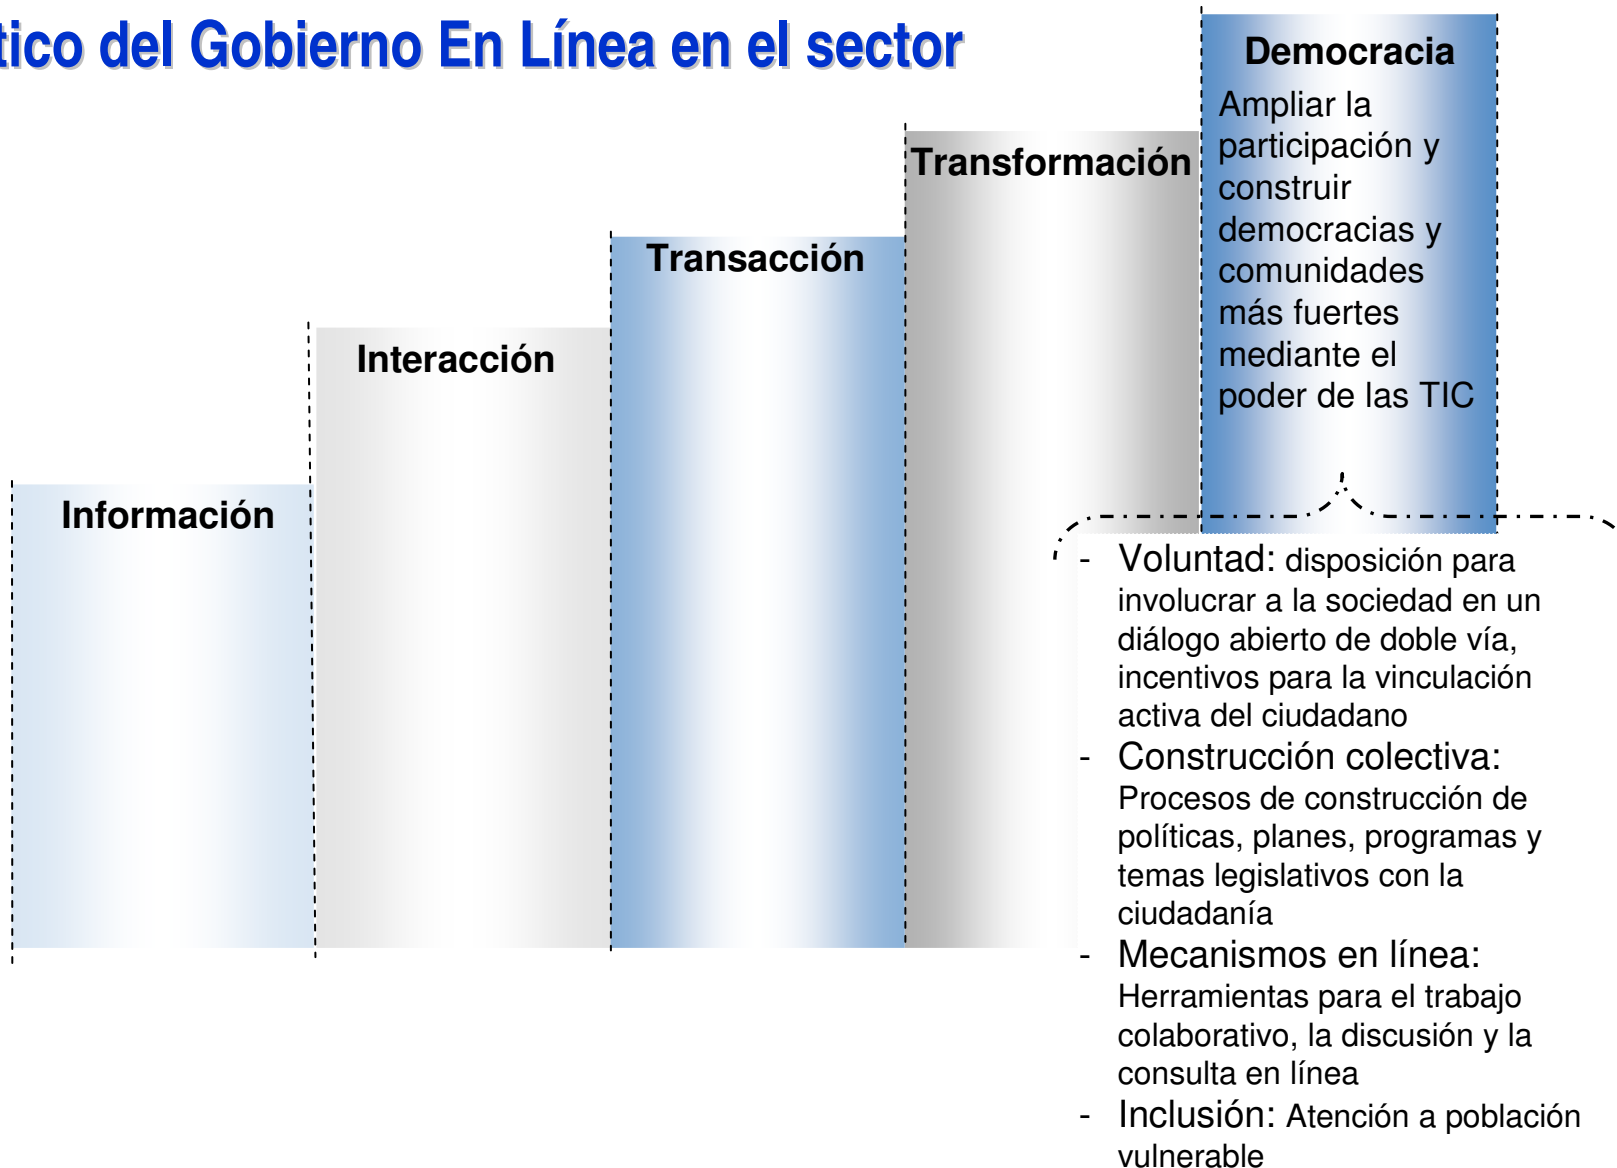 tico del Gobierno En Línea en el sector
Democracia
Ampliar la
participación y
construir
democracias y
comunidades
más fuertes
mediante el
poder de las TIC
Transformación
Transacción
Interacción
Información
- Voluntad: disposición para
involucrar a la sociedad en un
diálogo abierto de doble vía,
incentivos para la vinculación
activa del ciudadano
- Construcción colectiva:
Procesos de construcción de
políticas, planes, programas y
temas legislativos con la
ciudadanía
- Mecanismos en línea:
Herramientas para el trabajo
colaborativo, la discusión y la
consulta en línea
- Inclusión: Atención a población
vulnerable